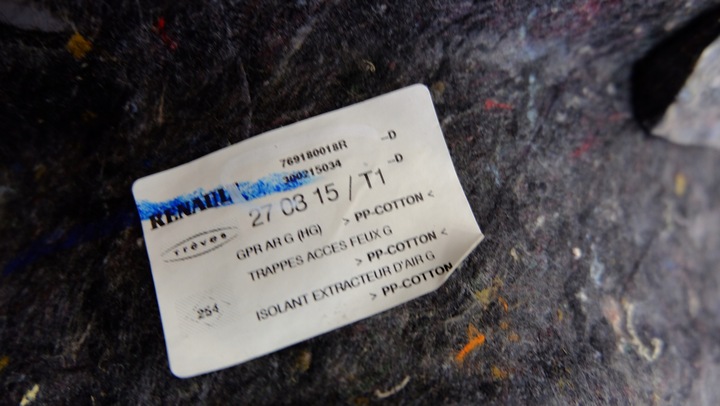 769180018R -D
300215034 -D
RENAULT 27 03 15 / T1
Trèves
GPR AR G (HG) > PP-COTTON <
TRAPPES ACCES FEUX G
> PP-COTTON <
254
ISOLANT EXTRACTEUR D'AIR G
> PP-COTTON